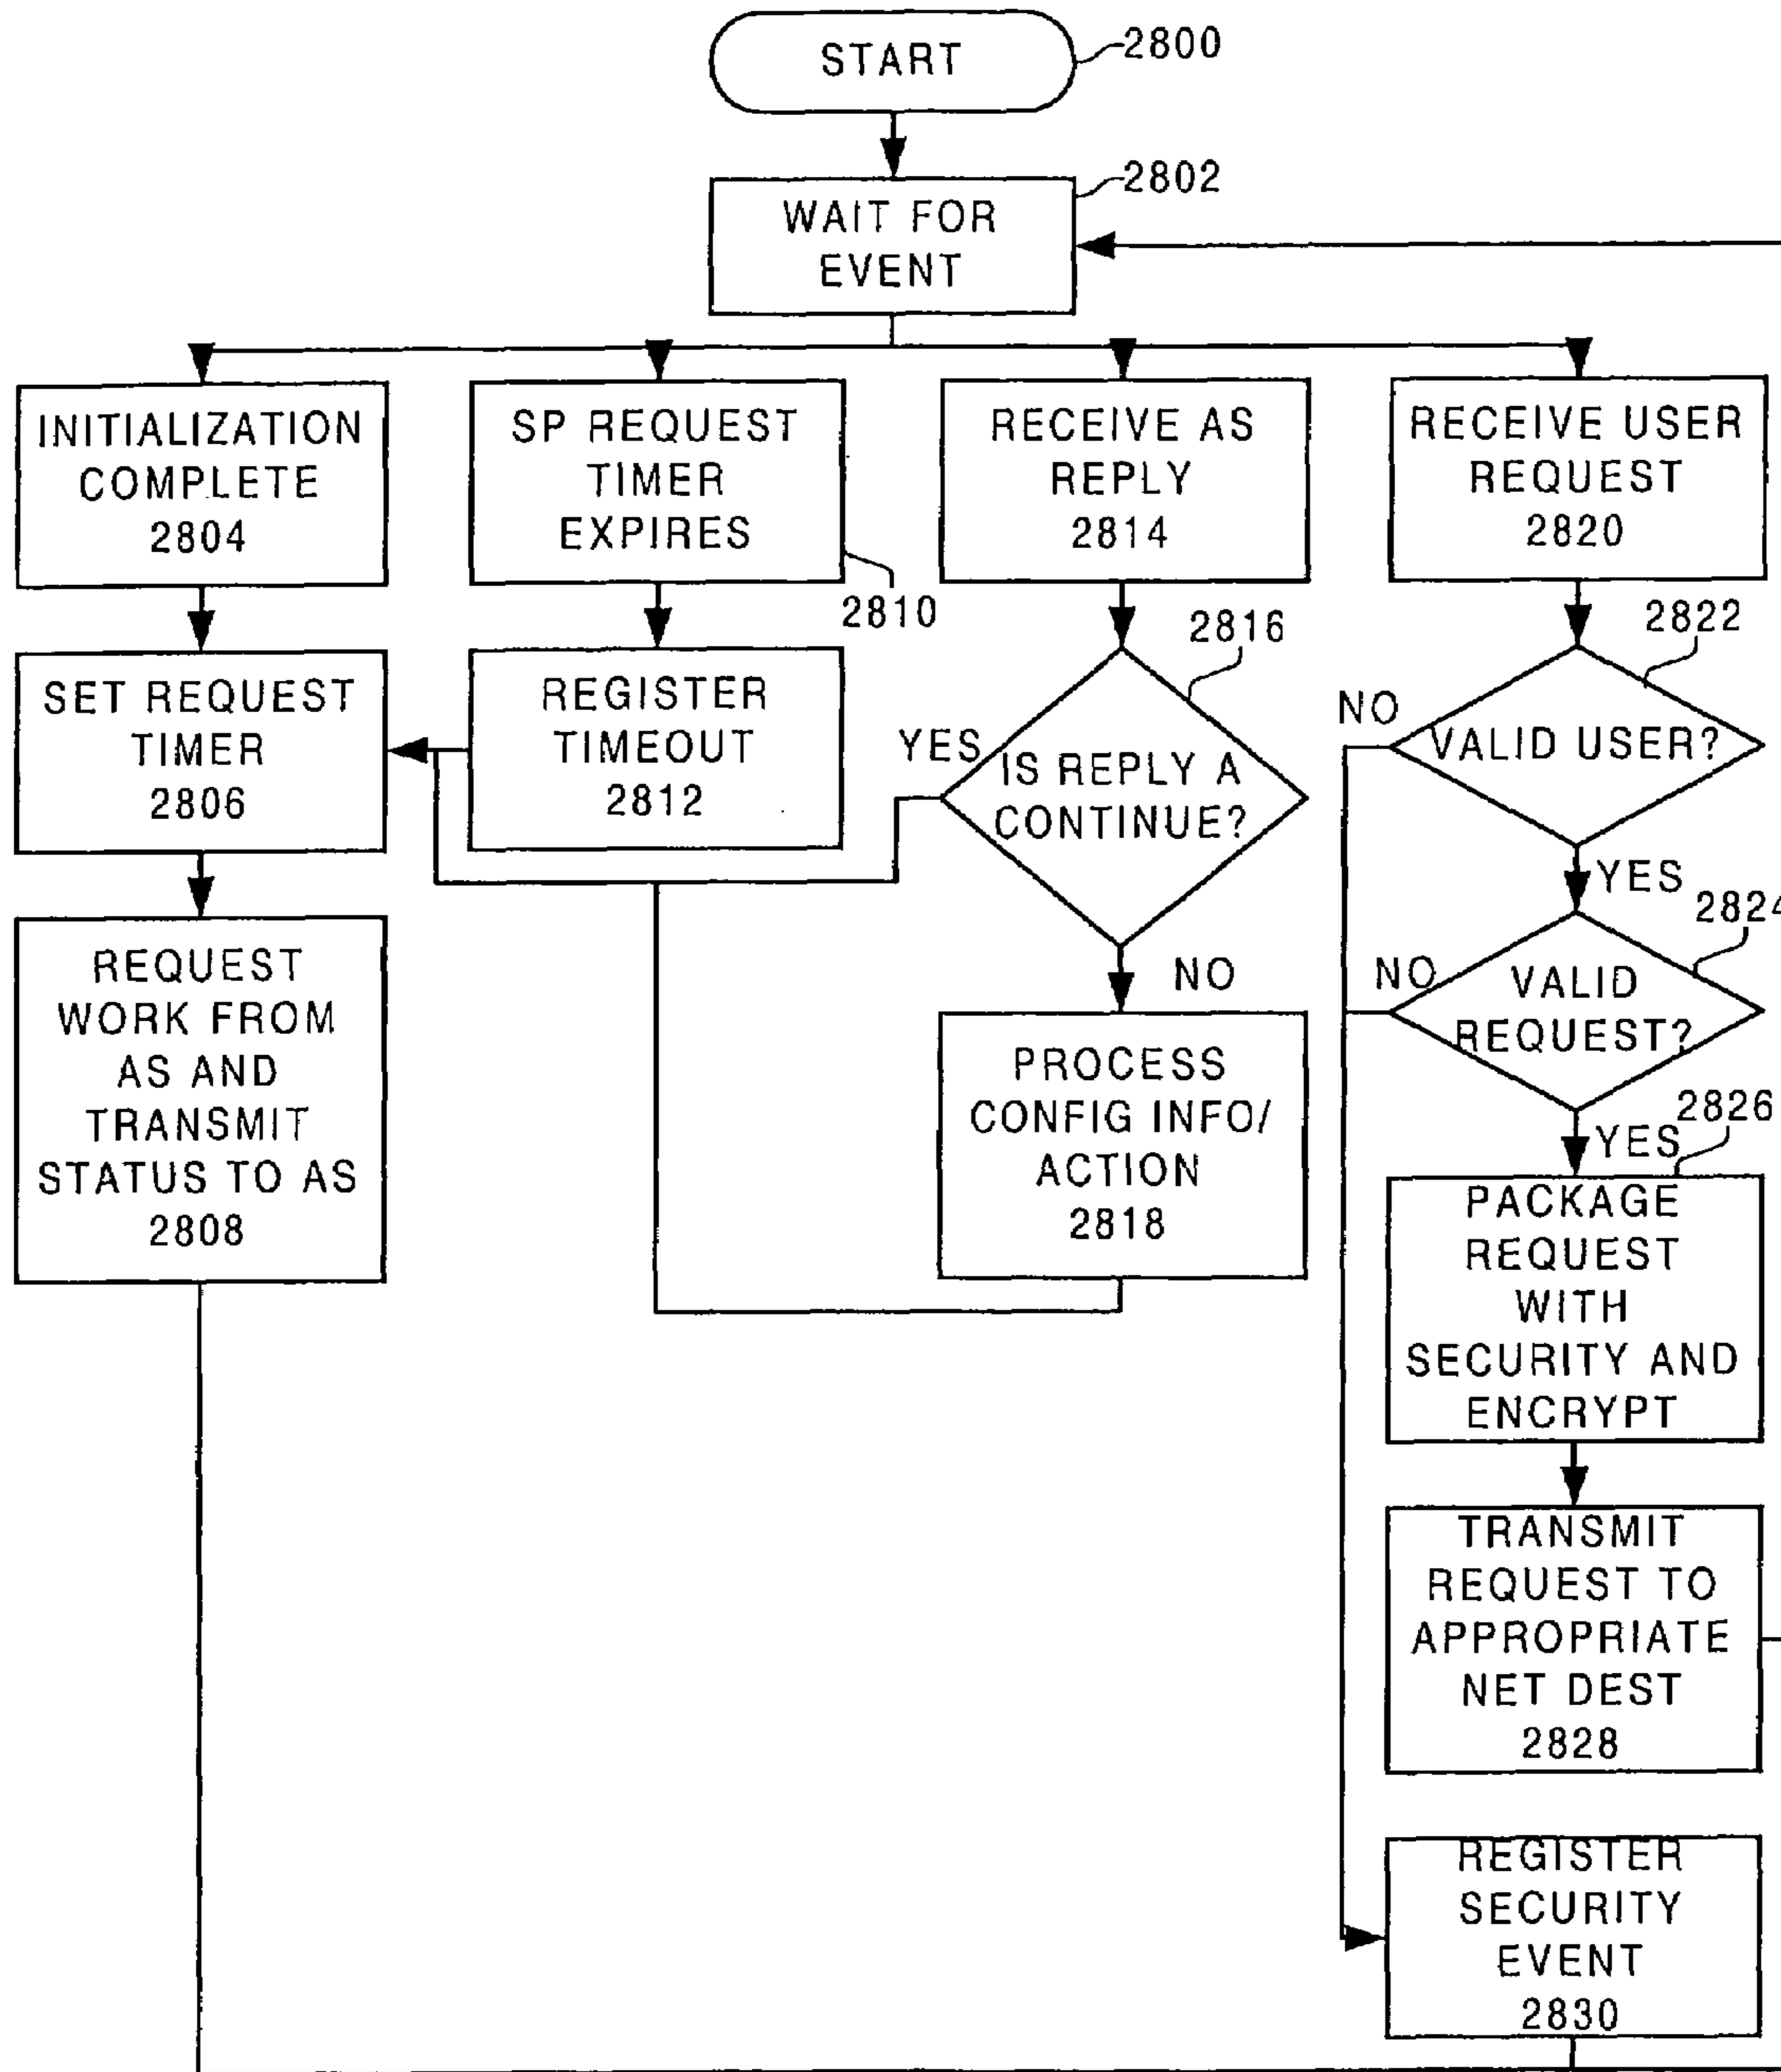 START
2800
WAIT FOR
EVENT
2802
INITIALIZATION
COMPLETE
2804
SP REQUEST
TIMER
EXPIRES
2810
RECEIVE AS
REPLY
2814
RECEIVE USER
REQUEST
2820
SET REQUEST
TIMER
2806
REGISTER
TIMEOUT
2812
2816
YES
IS REPLY A
CONTINUE?
NO
2822
NO
VALID USER?
YES
2824
NO
VALID
REQUEST?
YES
REQUEST
WORK FROM
AS AND
TRANSMIT
STATUS TO AS
2808
PROCESS
CONFIG INFO/
ACTION
2818
2826
PACKAGE
REQUEST
WITH
SECURITY AND
ENCRYPT
TRANSMIT
REQUEST TO
APPROPRIATE
NET DEST
2828
REGISTER
SECURITY
EVENT
2830